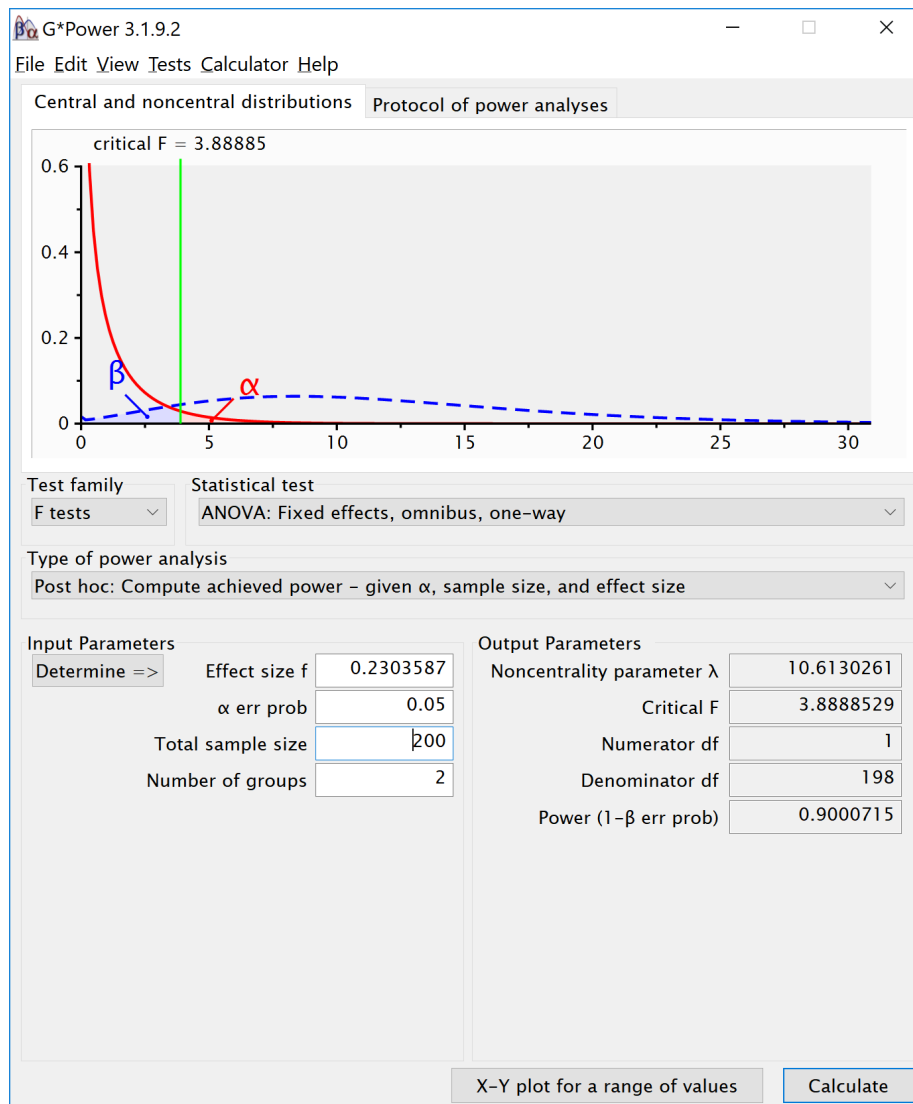 G*Power 3.1.9.2
File Edit View Tests Calculator Help
Central and noncentral distributions Protocol of power analyses
critical F = 3.88885
0.6
0.4
0.2
0
β
α
0 5 10 15 20 25 30
Test family Statistical test
F tests ANOVA: Fixed effects, omnibus, one-way
Type of power analysis
Post hoc: Compute achieved power - given α, sample size, and effect size
Input Parameters
Determine => Effect size f 0.2303587
α err prob 0.05
Total sample size 200
Number of groups 2
Output Parameters
Noncentrality parameter λ 10.6130261
Critical F 3.8888529
Numerator df 1
Denominator df 198
Power (1-β err prob) 0.9000715
X-Y plot for a range of values Calculate